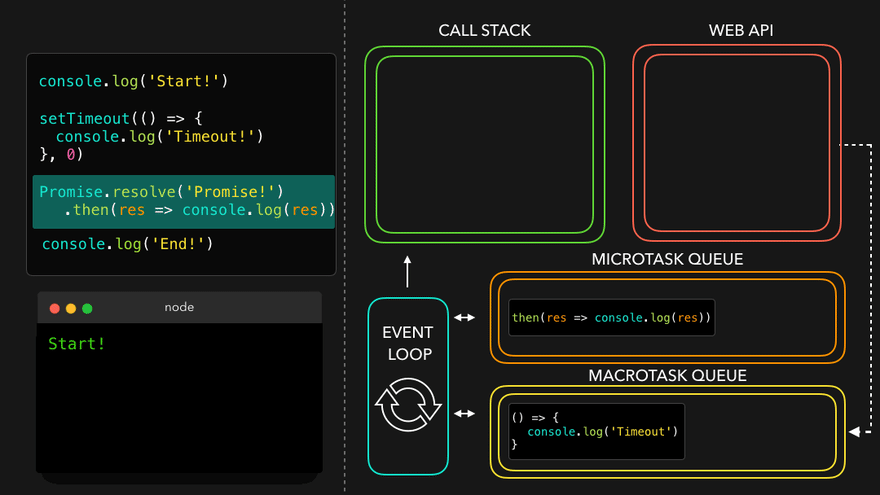 console.log('Start!')
setTimeout(() => {
  console.log('Timeout!')
}, 0)
Promise.resolve('Promise!')
  .then(res => console.log(res))
console.log('End!')
node
Start!
CALL STACK
WEB API
MICROTASK QUEUE
then(res => console.log(res))
EVENT
LOOP
MACROTASK QUEUE
() => {
  console.log('Timeout')
}